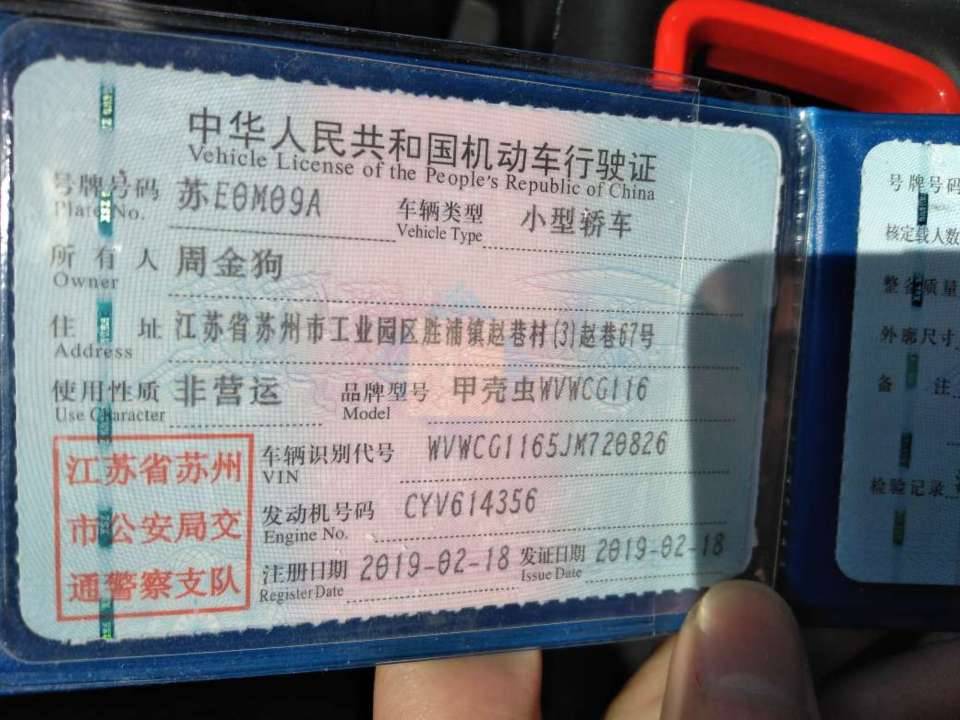 中华人民共和国机动车行驶证
Vehicle License of the People's Republic of China
号牌号码 苏E0M09A 车辆类型 小型轿车
Plate No. Vehicle Type
所有人 周金狗
Owner
住址 江苏省苏州市工业园区胜浦镇赵巷村(3)赵巷67号
Address
使用性质 非营运 品牌型号 甲壳虫WVWCG116
Use Character Model
车辆识别代号 WVWCG1165JM720826
VIN
发动机号码 CYV614356
Engine No.
注册日期 2019-02-18 发证日期 2019-02-18
Register Date Issue Date
江苏省苏州
市公安局交
通警察支队
号牌号码
核定载人数
整备质量
外廓尺寸
备注
检验记录